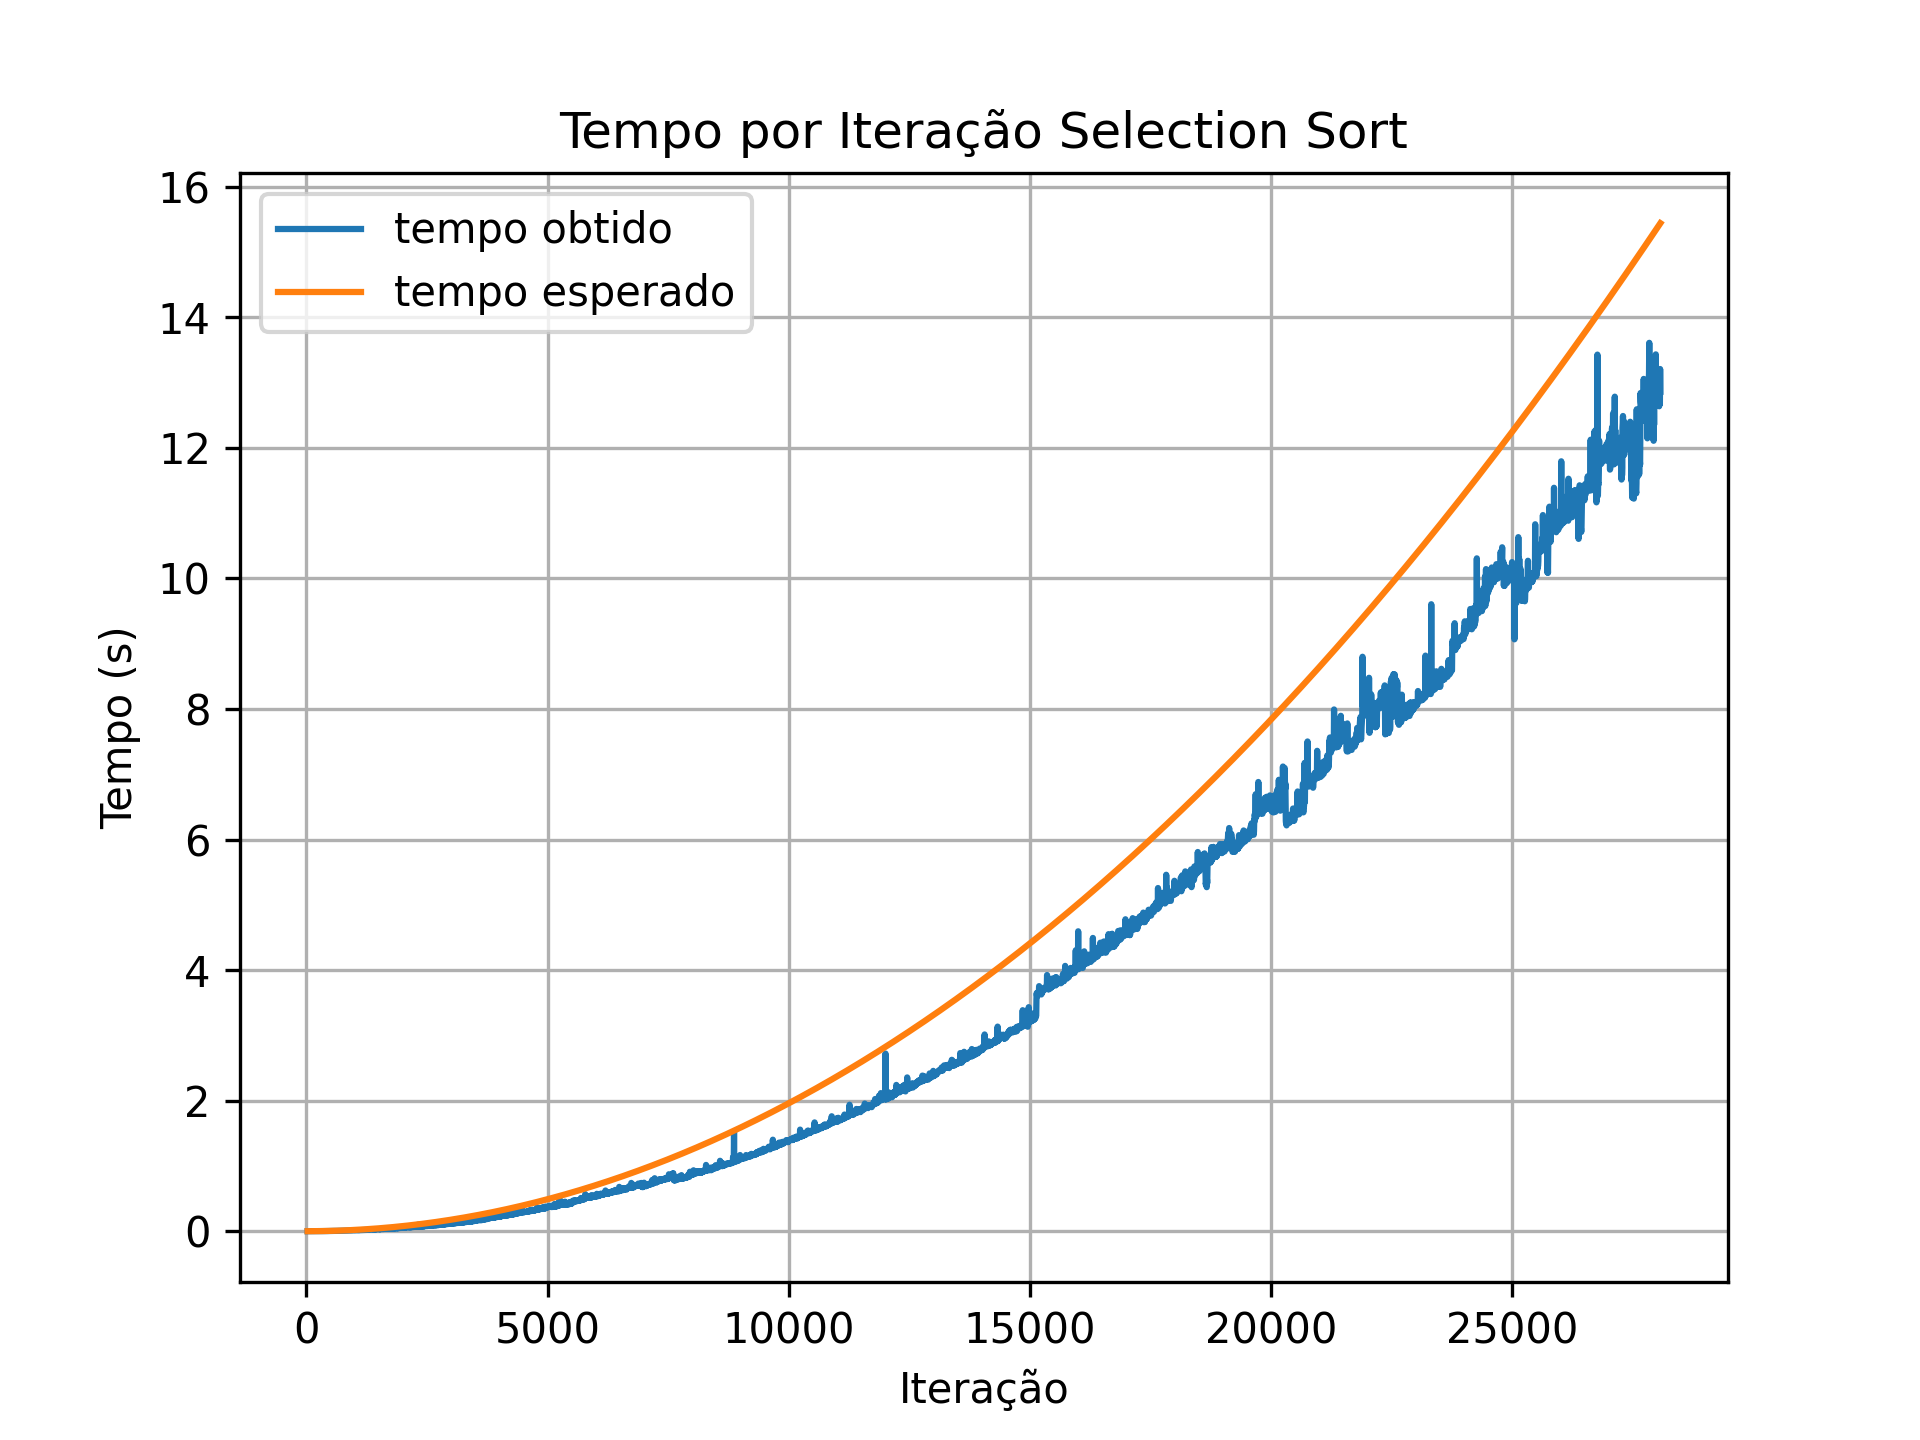 Tempo por Iteração Selection Sort
tempo obtido
tempo esperado
16
14
12
10
8
6
4
2
0
Tempo (s)
0 5000 10000 15000 20000 25000
Iteração